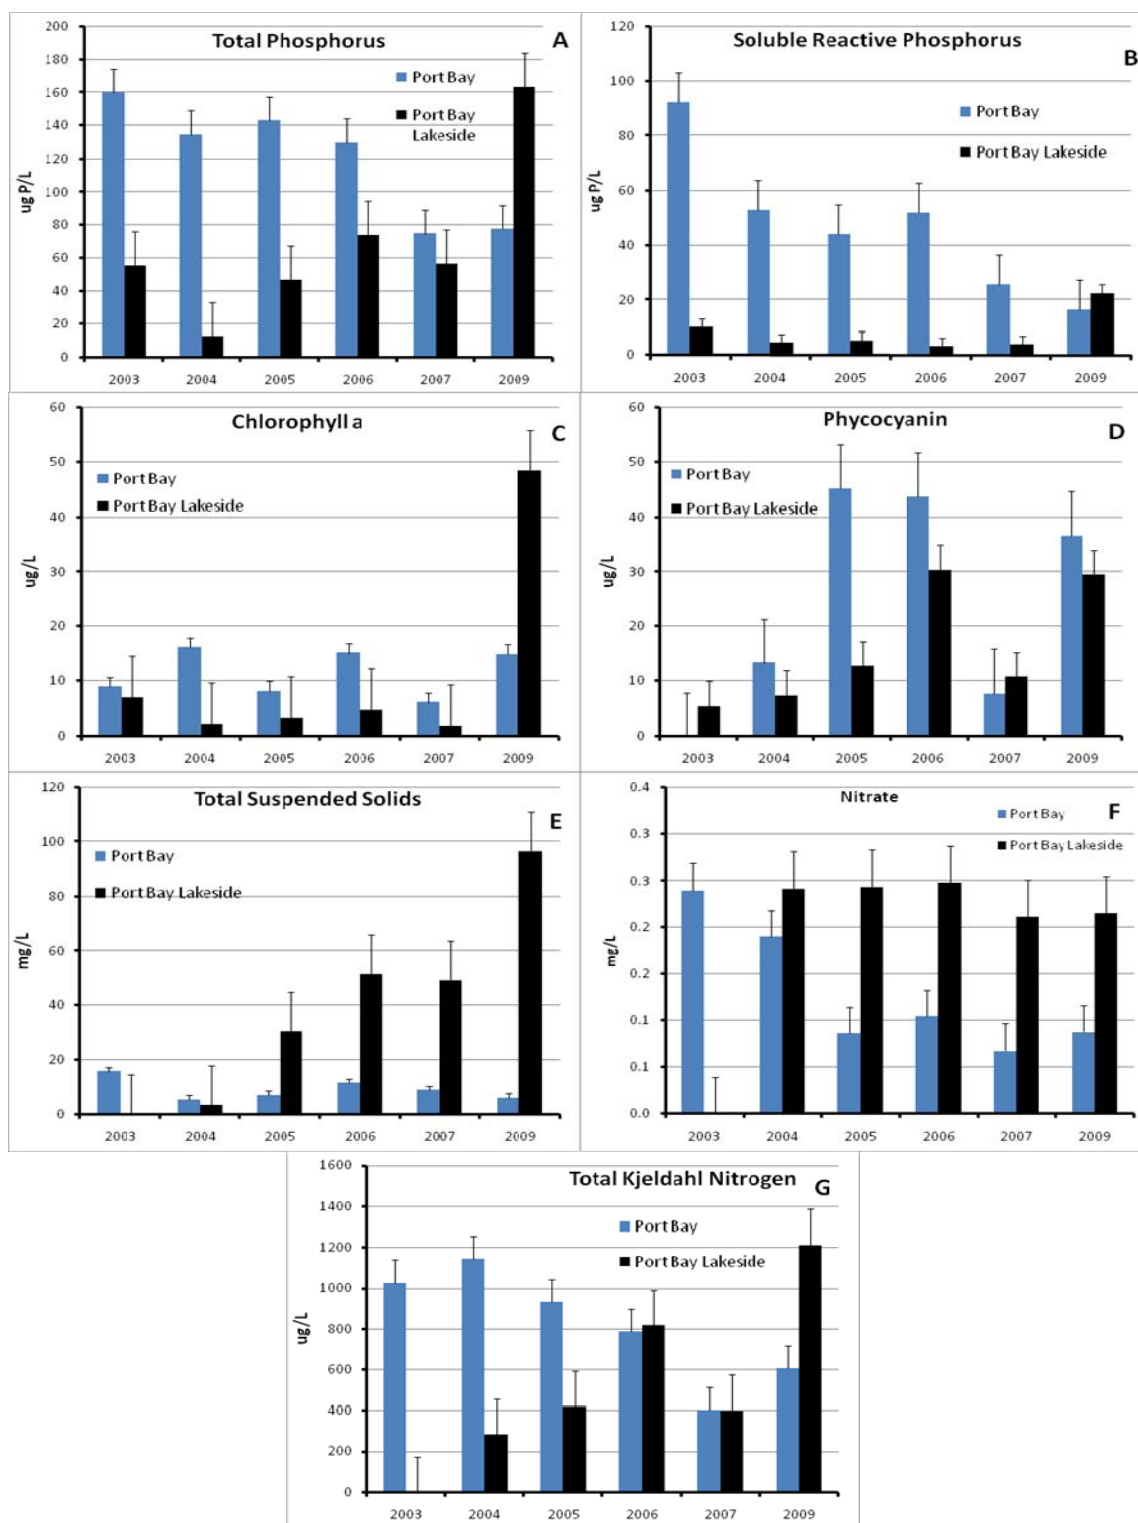 Total Phosphorus
A
200
180
160
140
120
100
80
60
40
20
0
ug P/L
Port Bay
Port Bay
Lakeside
2003 2004 2005 2006 2007 2009
Soluble Reactive Phosphorus
B
120
100
80
60
40
20
0
ug P/L
Port Bay
Port Bay Lakeside
2003 2004 2005 2006 2007 2009
Chlorophyll a
C
60
50
40
30
20
10
0
ug/L
Port Bay
Port Bay Lakeside
2003 2004 2005 2006 2007 2009
Phycocyanin
D
60
50
40
30
20
10
0
ug/L
Port Bay
Port Bay Lakeside
2003 2004 2005 2006 2007 2009
Total Suspended Solids
E
120
100
80
60
40
20
0
mg/L
Port Bay
Port Bay Lakeside
2003 2004 2005 2006 2007 2009
Nitrate
F
0.4
0.3
0.3
0.2
0.2
0.1
0.1
0.0
mg/L
Port Bay
Port Bay Lakeside
2003 2004 2005 2006 2007 2009
Total Kjeldahl Nitrogen
G
1600
1400
1200
1000
800
600
400
200
0
ug/L
Port Bay
Port Bay Lakeside
2003 2004 2005 2006 2007 2009